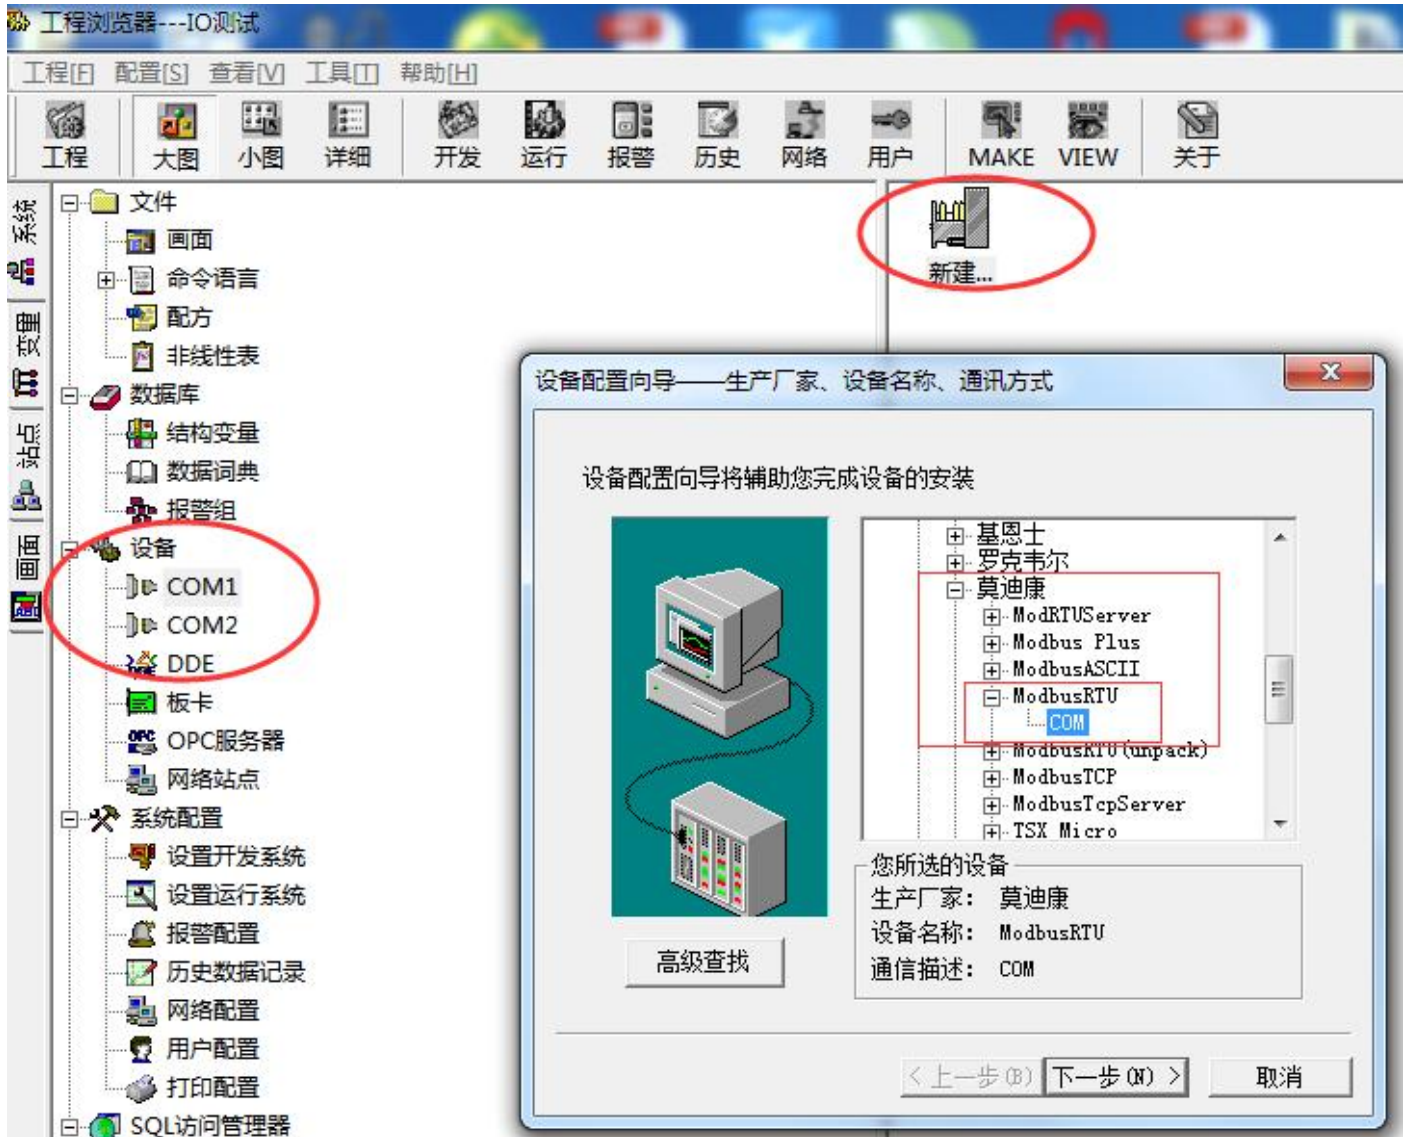 工程浏览器---IO测试
工程[F] 配置[S] 查看[V] 工具[T] 帮助[H]
工程 大图 小图 详细 开发 运行 报警 历史 网络 用户 MAKE VIEW 关于
系统
变量
站点
画面
文件
画面
命令语言
配方
非线性表
数据库
结构变量
数据词典
报警组
设备
COM1
COM2
DDE
板卡
OPC服务器
网络站点
系统配置
设置开发系统
设置运行系统
报警配置
历史数据记录
网络配置
用户配置
打印配置
SQL访问管理器
新建...
设备配置向导——生产厂家、设备名称、通讯方式
设备配置向导将辅助您完成设备的安装
基恩士
罗克韦尔
莫迪康
ModRTUServer
Modbus Plus
ModbusASCII
ModbusRTU
COM
ModbusRTU(unpack)
ModbusTCP
ModbusTcpServer
TSX Micro
高级查找
您所选的设备
生产厂家： 莫迪康
设备名称： ModbusRTU
通信描述： COM
< 上一步(B) 下一步(N) > 取消